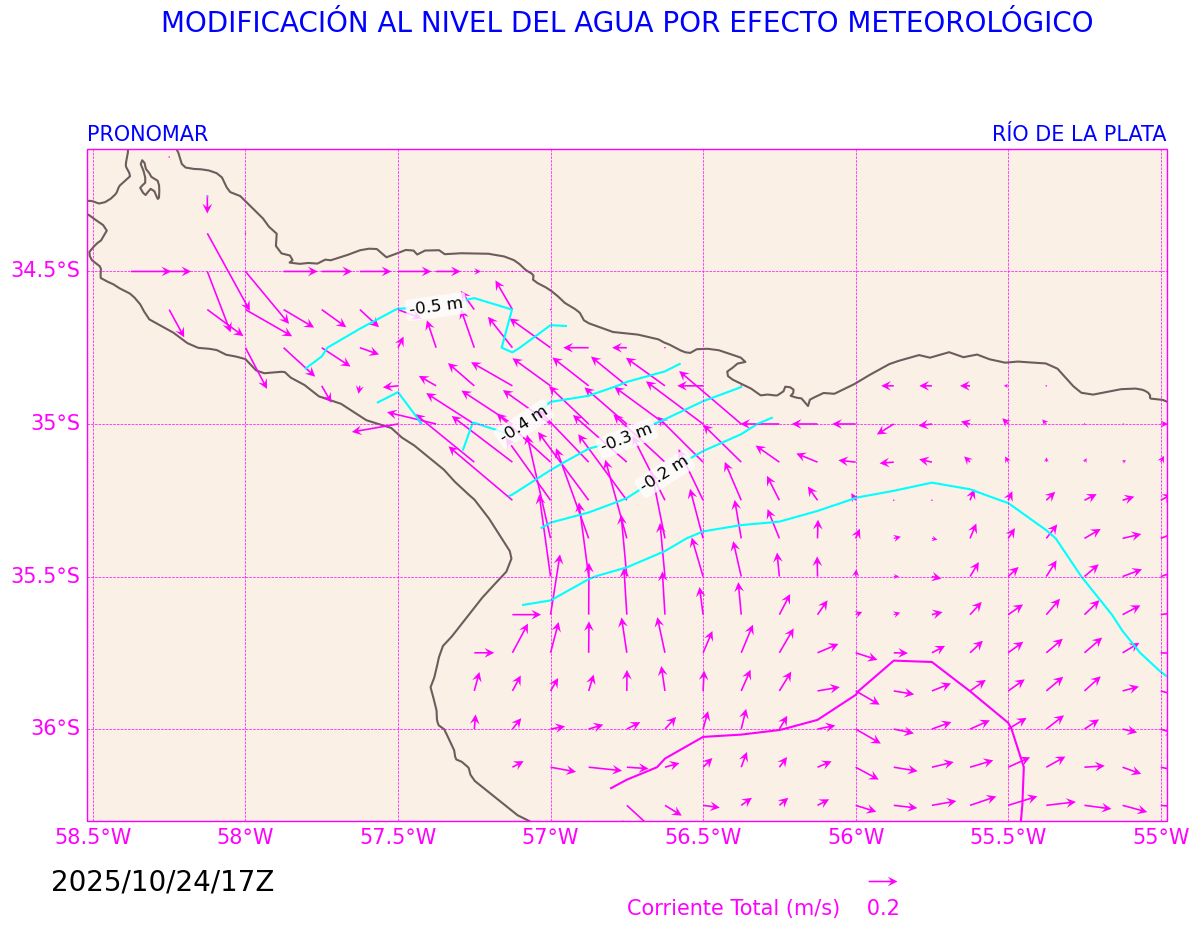 MODIFICACIÓN AL NIVEL DEL AGUA POR EFECTO METEOROLÓGICO
PRONOMAR
RÍO DE LA PLATA
34.5°S
35°S
35.5°S
36°S
-0.5 m
-0.4 m
-0.3 m
-0.2 m
58.5°W
58°W
57.5°W
57°W
56.5°W
56°W
55.5°W
55°W
2025/10/24/17Z
Corriente Total (m/s)
0.2